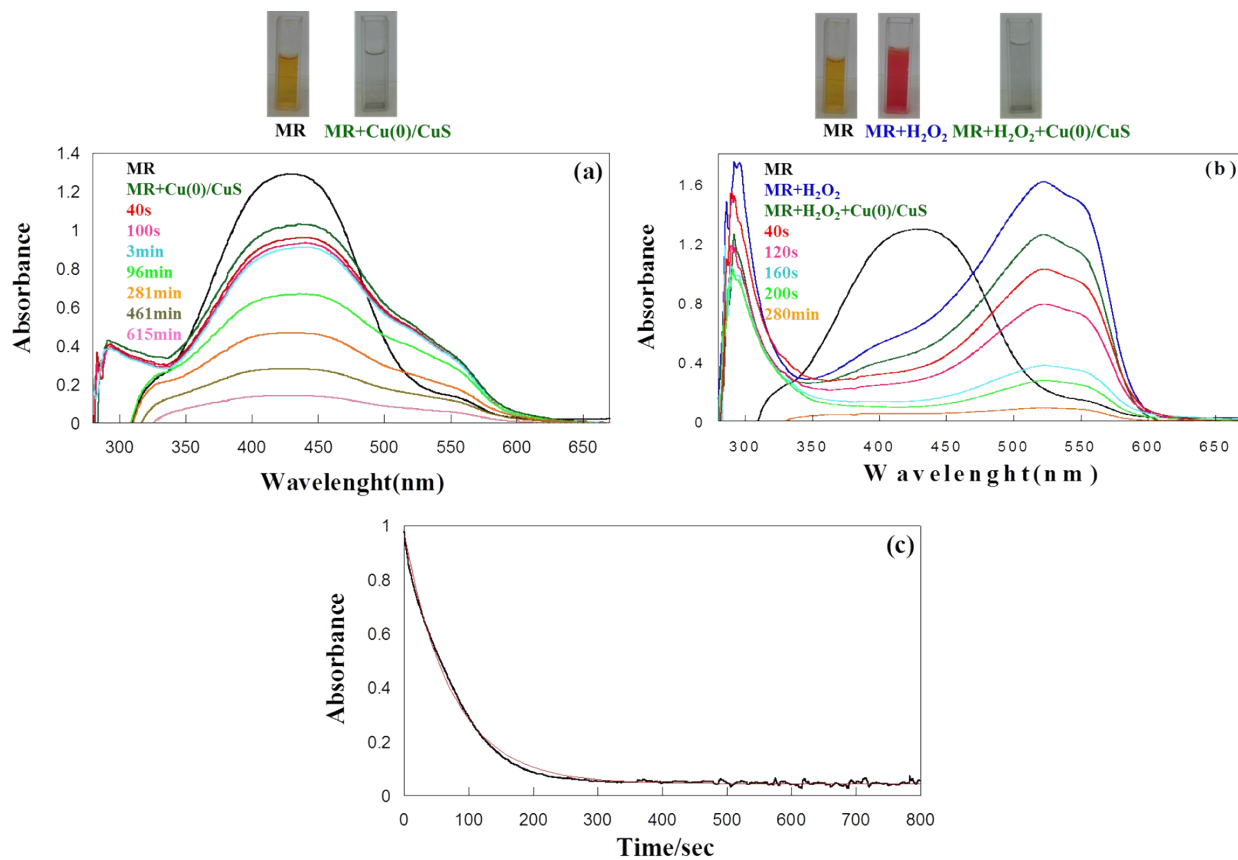 MR MR+Cu(0)/CuS
1.4
1.2
1
0.8
0.6
0.4
0.2
0
Absorbance
(a)
MR
MR+Cu(0)/CuS
40s
100s
3min
96min
281min
461min
615min
300 350 400 450 500 550 600 650
Wavelenght(nm)
MR MR+H₂O₂ MR+H₂O₂+Cu(0)/CuS
1.6
1.2
0.8
0.4
0
Absorbance
(b)
MR
MR+H₂O₂
MR+H₂O₂+Cu(0)/CuS
40s
120s
160s
200s
280min
300 350 400 450 500 550 600 650
Wavelenght(nm)
1
0.8
0.6
0.4
0.2
0
Absorbance
(c)
0 100 200 300 400 500 600 700 800
Time/sec